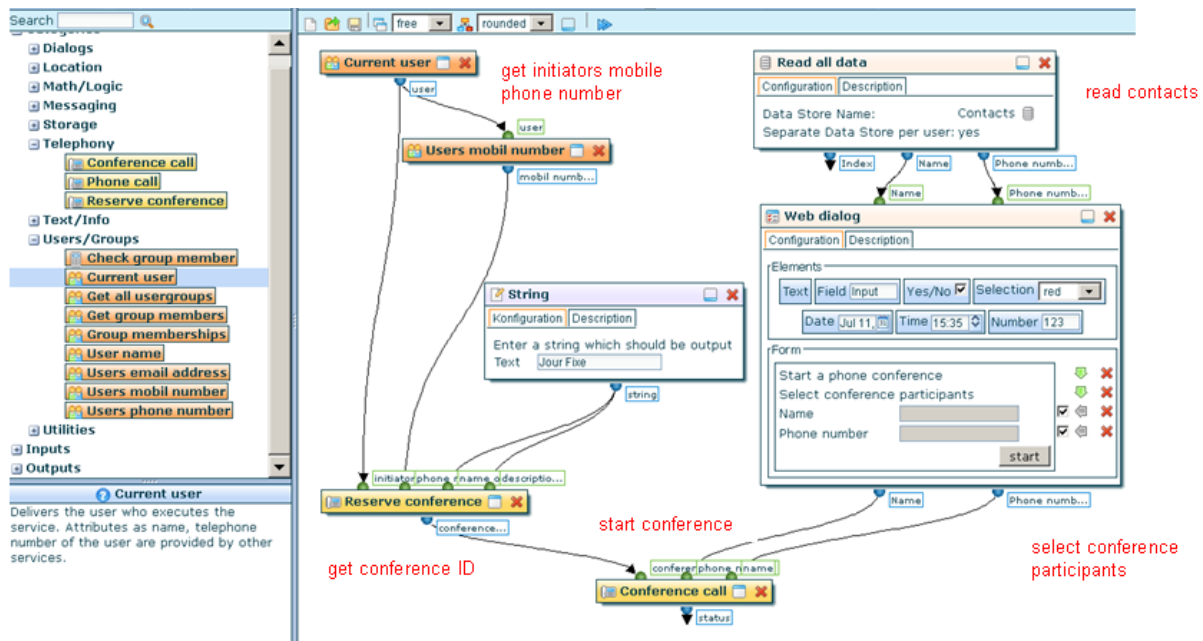 Search
free
rounded
Categories
Dialogs
Location
Math/Logic
Messaging
Storage
Telephony
Conference call
Phone call
Reserve conference
Text/Info
Users/Groups
Check group member
Current user
Get all usergroups
Get group members
Group memberships
User name
Users email address
Users mobil number
Users phone number
Utilities
Inputs
Outputs
Current user
Delivers the user who executes the
service. Attributes as name, telephone
number of the user are provided by other
services.
Current user
user
get initiators mobile
phone number
user
Users mobil number
mobil numb...
Read all data
Configuration Description
Data Store Name: Contacts
Separate Data Store per user: yes
Index Name Phone numb...
read contacts
Name Phone numb...
Web dialog
Configuration Description
Elements
Text Field Input Yes/No Selection red
Date Jul 11, Time 15:35 Number 123
Form
Start a phone conference
Select conference participants
Name
Phone number
start
Name Phone numb...
String
Konfiguration Description
Enter a string which should be output
Text Jour Fixe
string
initiator phone n name o descriptio...
Reserve conference
conference...
get conference ID
start conference
select conference
participants
conferen phone n name
Conference call
status